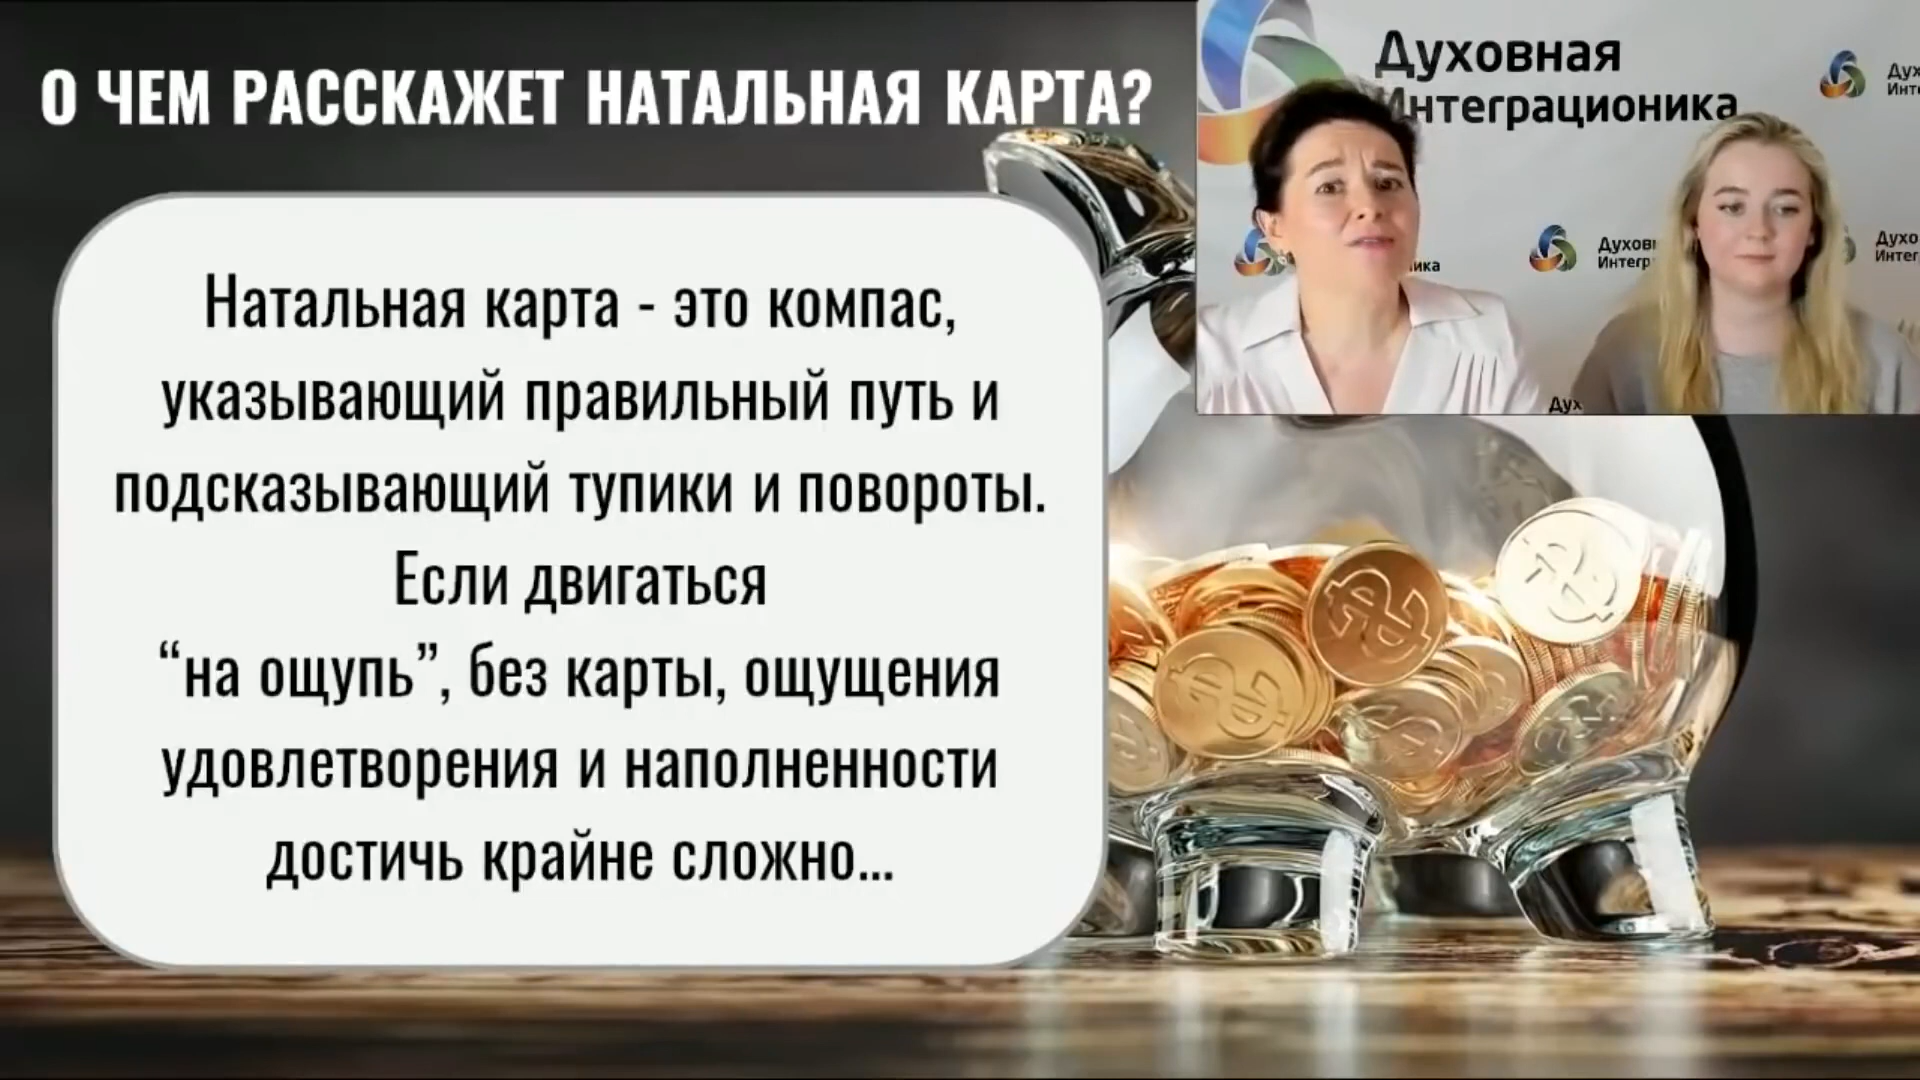 О ЧЕМ РАССКАЖЕТ НАТАЛЬНАЯ КАРТА?
Натальная карта - это компас,
указывающий правильный путь и
подсказывающий тупики и повороты.
Если двигаться
“на ощупь”, без карты, ощущения
удовлетворения и наполненности
достичь крайне сложно...
Духовная
Интеграционика